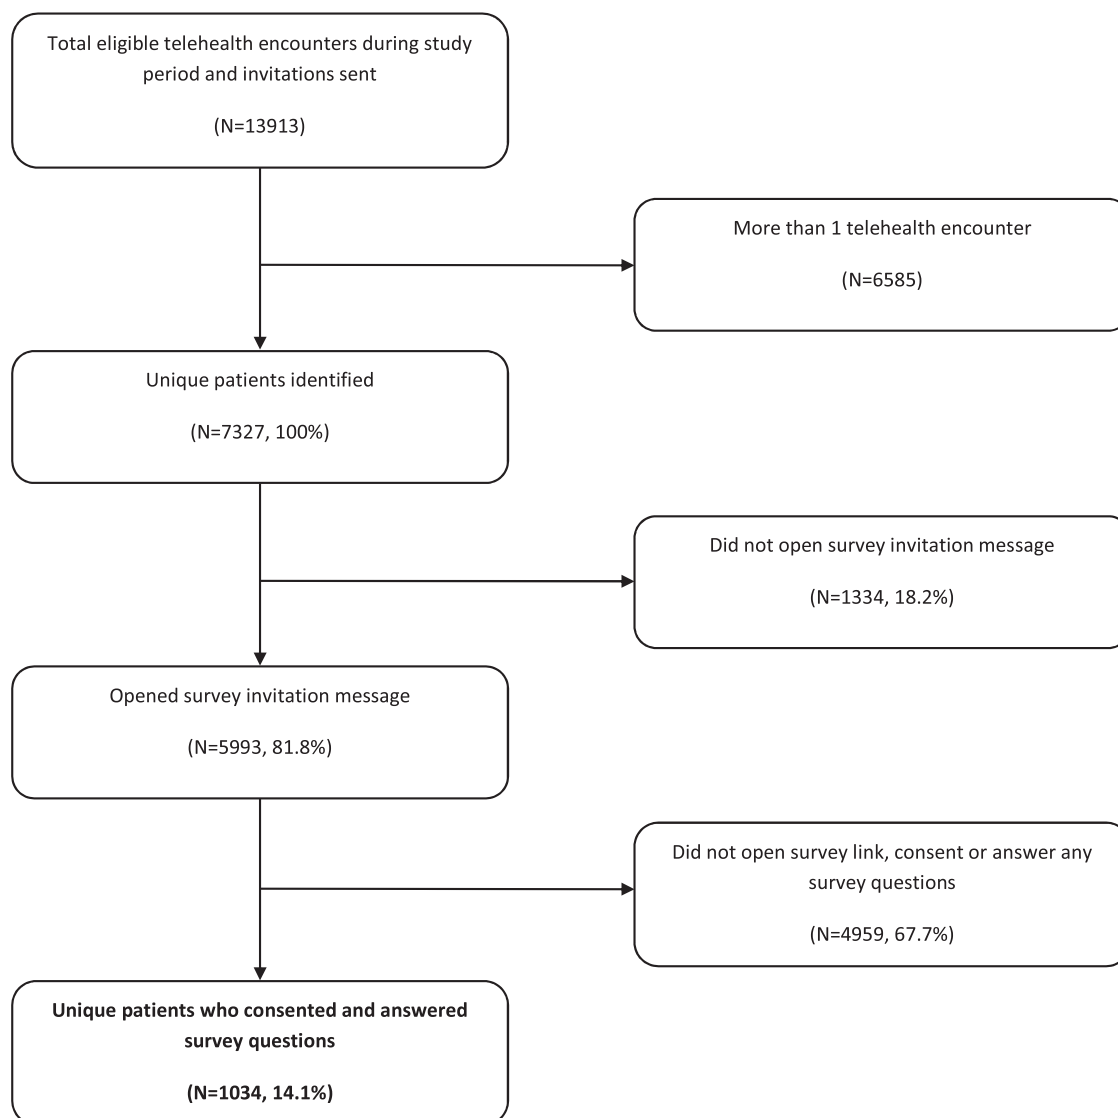 Total eligible telehealth encounters during study
period and invitations sent
(N=13913)
More than 1 telehealth encounter
(N=6585)
Unique patients identified
(N=7327, 100%)
Did not open survey invitation message
(N=1334, 18.2%)
Opened survey invitation message
(N=5993, 81.8%)
Did not open survey link, consent or answer any
survey questions
(N=4959, 67.7%)
Unique patients who consented and answered
survey questions
(N=1034, 14.1%)